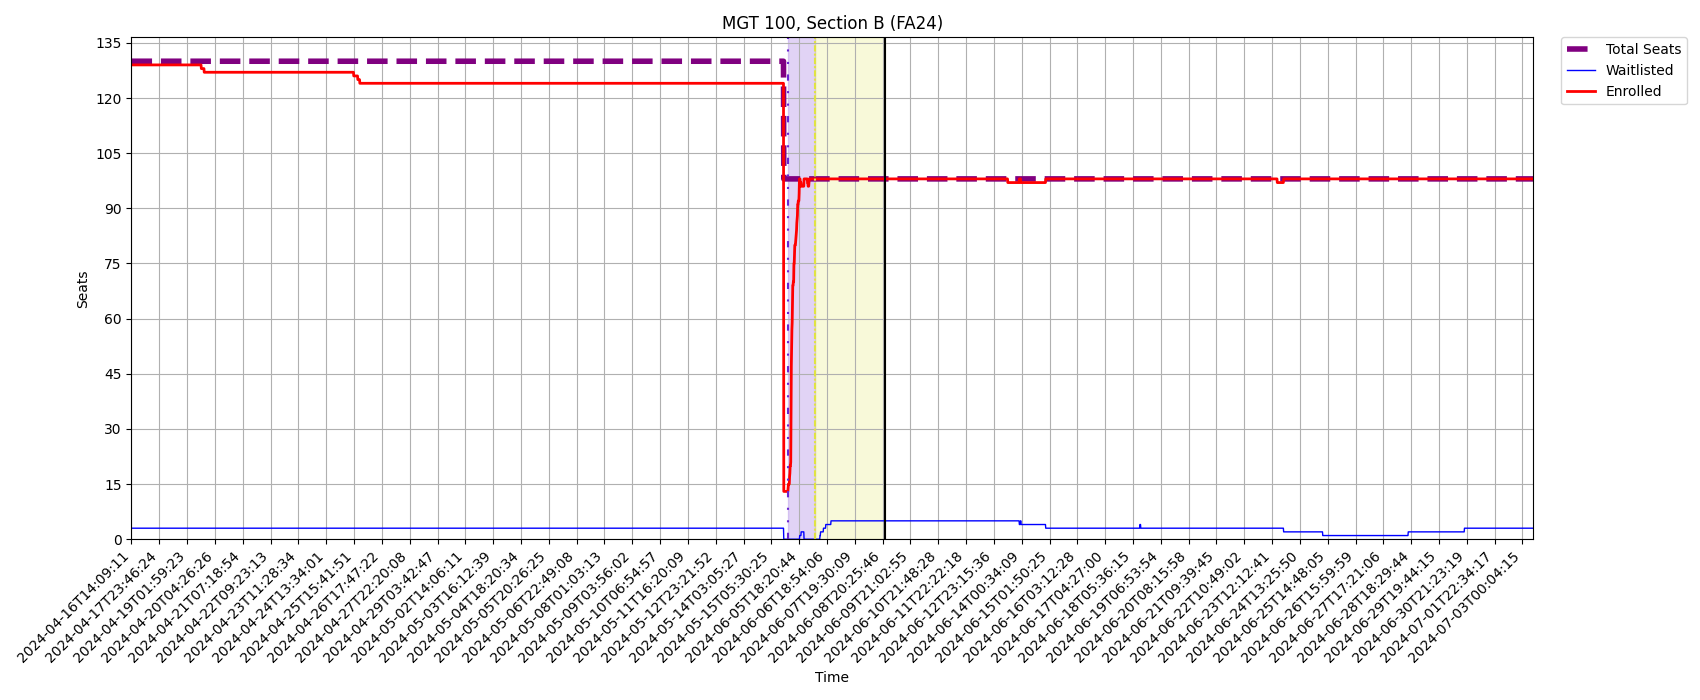 MGT 100, Section B (FA24)
Total Seats
Waitlisted
Enrolled
135
120
105
90
75
60
45
30
15
0
Seats
2024-04-16T14:09:11
2024-04-17T23:46:24
2024-04-19T01:59:23
2024-04-20T04:26:26
2024-04-21T07:18:54
2024-04-22T09:23:13
2024-04-23T11:28:34
2024-04-24T13:34:01
2024-04-25T15:41:51
2024-04-26T17:47:22
2024-04-27T22:20:08
2024-04-29T03:42:47
2024-05-02T14:06:11
2024-05-03T16:12:39
2024-05-04T18:20:34
2024-05-05T20:26:25
2024-05-06T22:49:08
2024-05-08T01:03:13
2024-05-09T03:56:02
2024-05-10T06:54:57
2024-05-11T16:20:09
2024-05-12T23:21:52
2024-05-14T03:05:27
2024-05-15T05:30:25
2024-06-05T18:20:44
2024-06-06T18:54:06
2024-06-07T19:30:09
2024-06-08T20:25:46
2024-06-09T21:02:55
2024-06-10T21:48:28
2024-06-11T22:22:18
2024-06-12T23:15:36
2024-06-14T00:34:09
2024-06-15T01:50:25
2024-06-16T03:12:28
2024-06-17T04:27:00
2024-06-18T05:36:15
2024-06-19T06:53:54
2024-06-20T08:15:58
2024-06-21T09:39:45
2024-06-22T10:49:02
2024-06-23T12:12:41
2024-06-24T13:25:50
2024-06-25T14:48:05
2024-06-26T15:59:59
2024-06-27T17:21:06
2024-06-28T18:29:44
2024-06-29T19:44:15
2024-06-30T21:23:19
2024-07-01T22:34:17
2024-07-03T00:04:15
Time